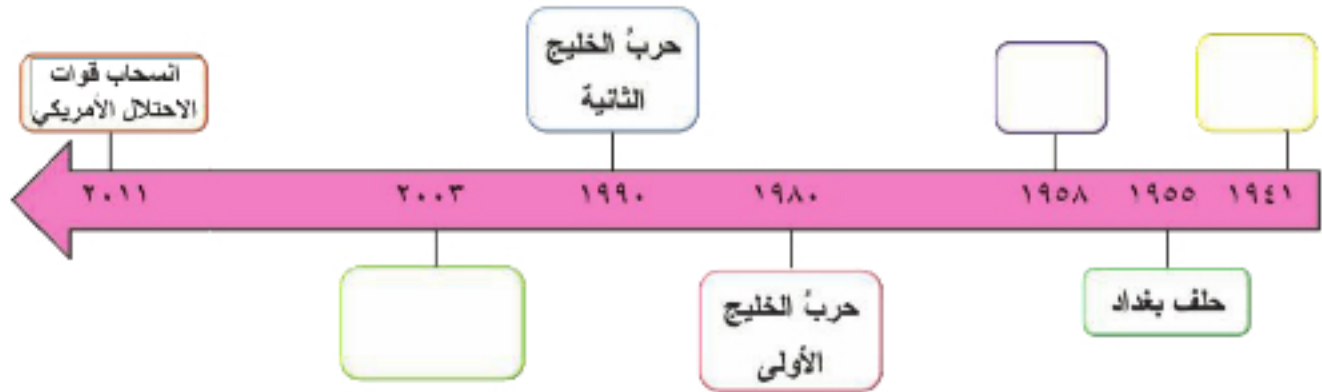 حربُ الخليج
الثانية
انسحاب قوات
الاحتلال الأمريكي
١٩٤١
١٩٥٥
١٩٥٨
١٩٨٠
١٩٩٠
٢٠٠٣
٢٠١١
حلف بغداد
حربُ الخليج
الأولى